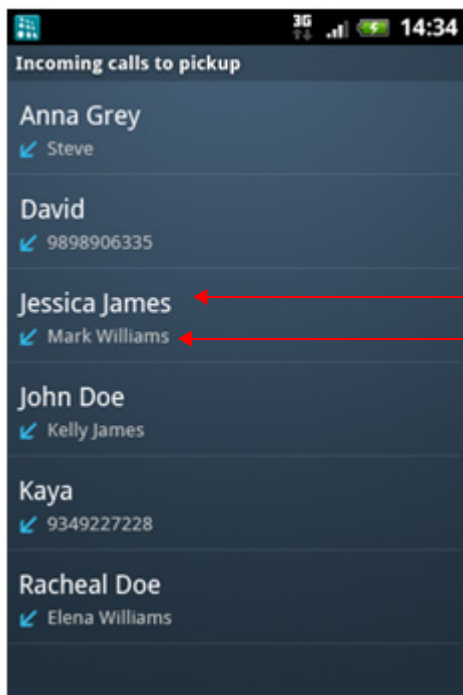 3G 14:34
Incoming calls to pickup
Anna Grey
Steve
David
9898906335
Jessica James
Mark Williams
John Doe
Kelly James
Kaya
9349227228
Racheal Doe
Elena Williams